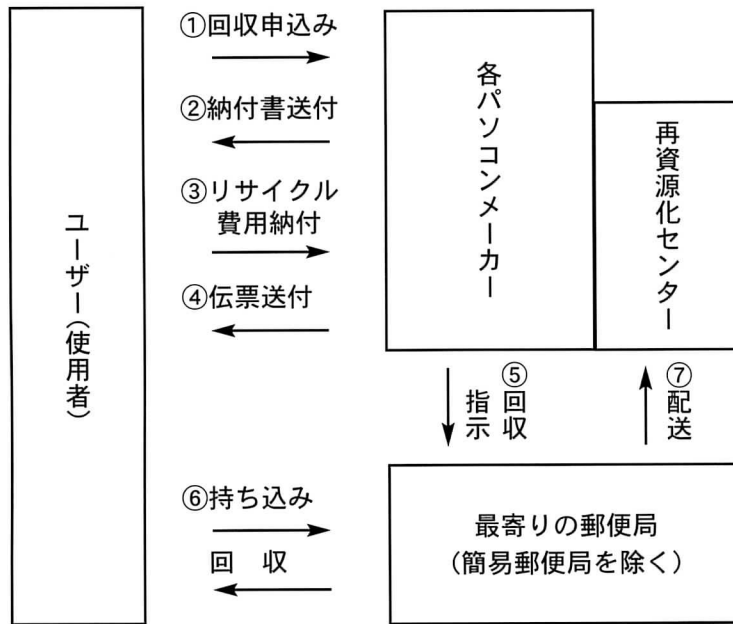 ユーザー(使用者)
①回収申込み
②納付書送付
③リサイクル
費用納付
④伝票送付
各パソコンメーカー
再資源化センター
⑤回収
指示
⑦配送
⑥持ち込み
回 収
最寄りの郵便局
(簡易郵便局を除く)